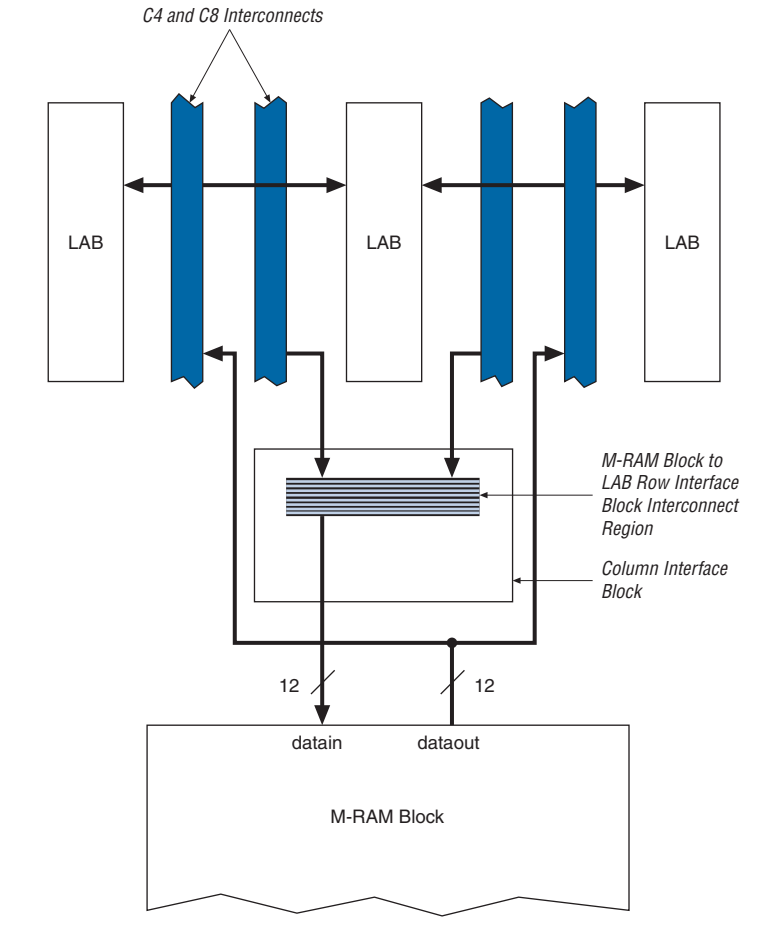 C4 and C8 Interconnects
LAB
LAB
LAB
M-RAM Block to
LAB Row Interface
Block Interconnect
Region
Column Interface
Block
12
12
datain
dataout
M-RAM Block